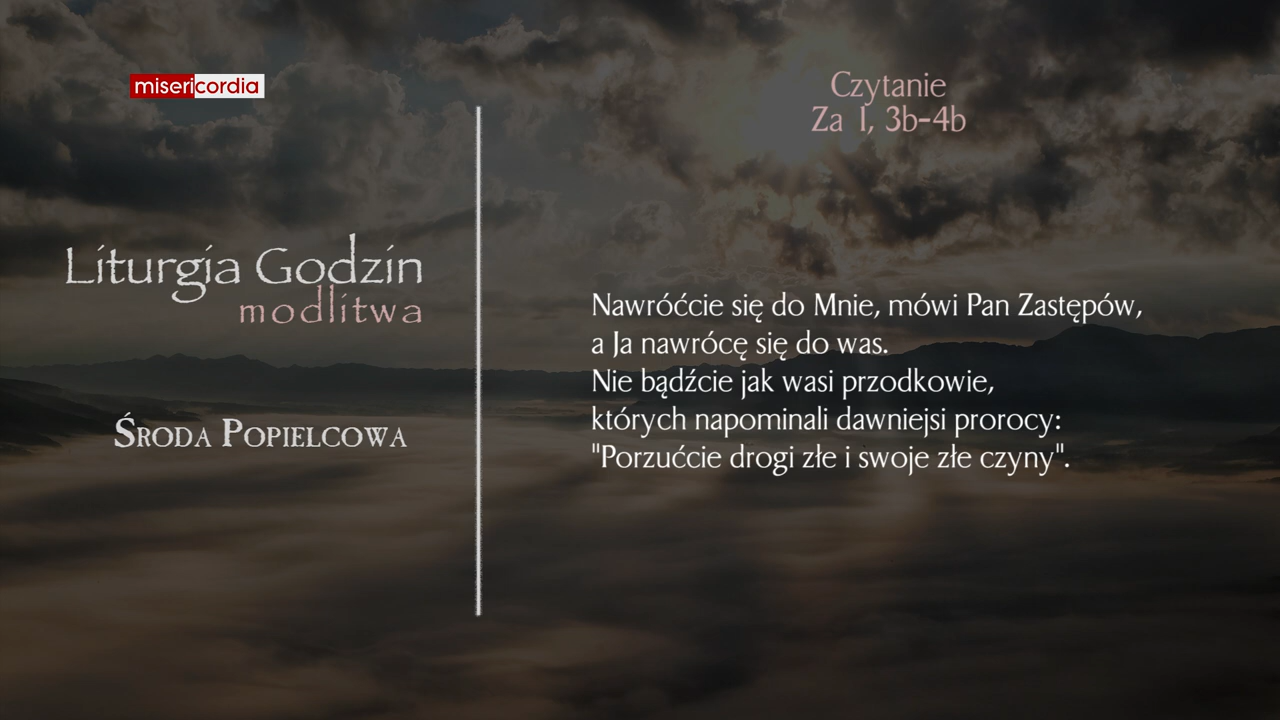 misericordia
Liturgia Godzin
modlitwa
Środa Popielcowa
Czytanie
Za 1, 3b-4b
Nawróćcie się do Mnie, mówi Pan Zastępów,
a Ja nawrócę się do was.
Nie bądźcie jak wasi przodkowie,
których napominali dawniejsi prorocy:
"Porzućcie drogi złe i swoje złe czyny".